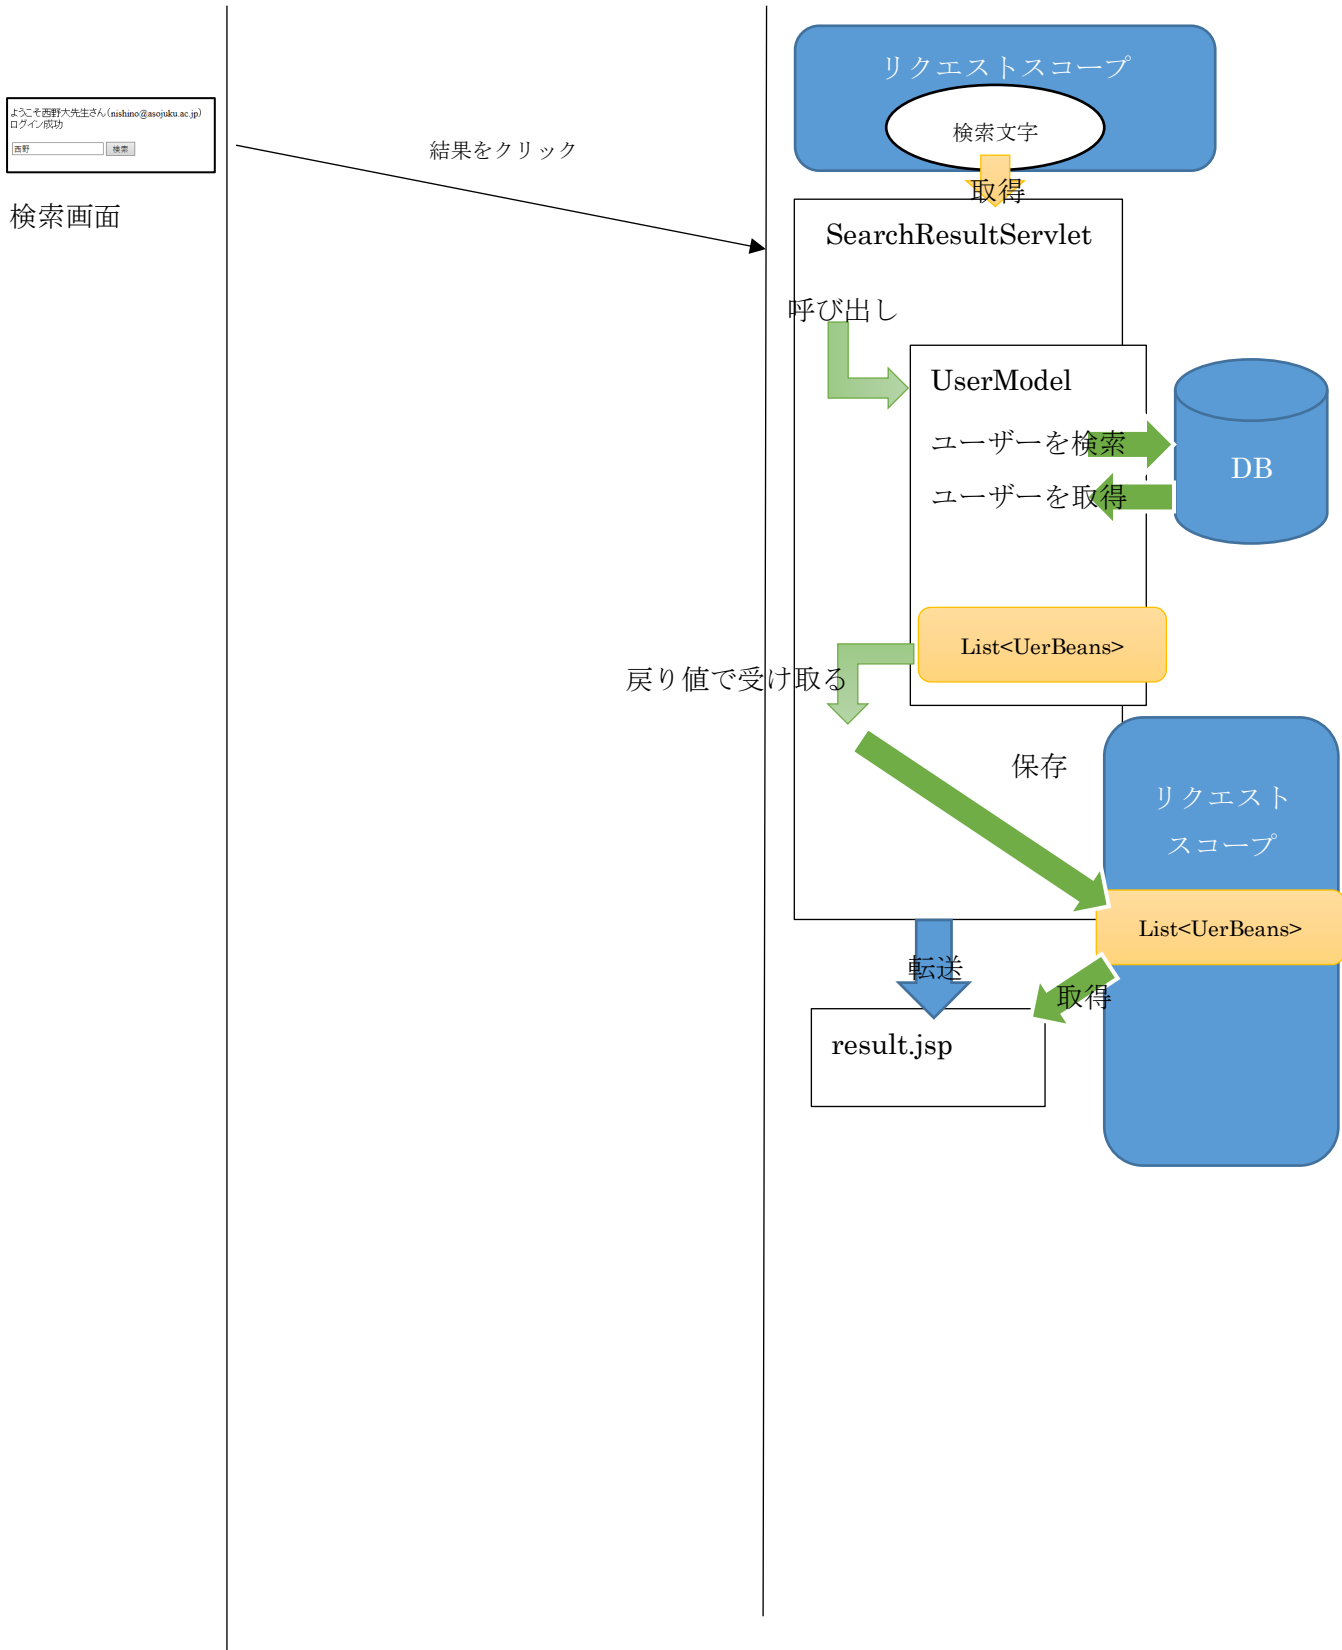 リクエストスコープ
検索文字
取得
ようこそ西野大先生さん(nishino@asojuku.ac.jp)
ログイン成功
西野 検索
検索画面
結果をクリック
SearchResultServlet
呼び出し
UserModel
ユーザーを検索
ユーザーを取得
DB
List<UerBeans>
戻り値で受け取る
保存
リクエスト
スコープ
List<UerBeans>
転送
取得
result.jsp